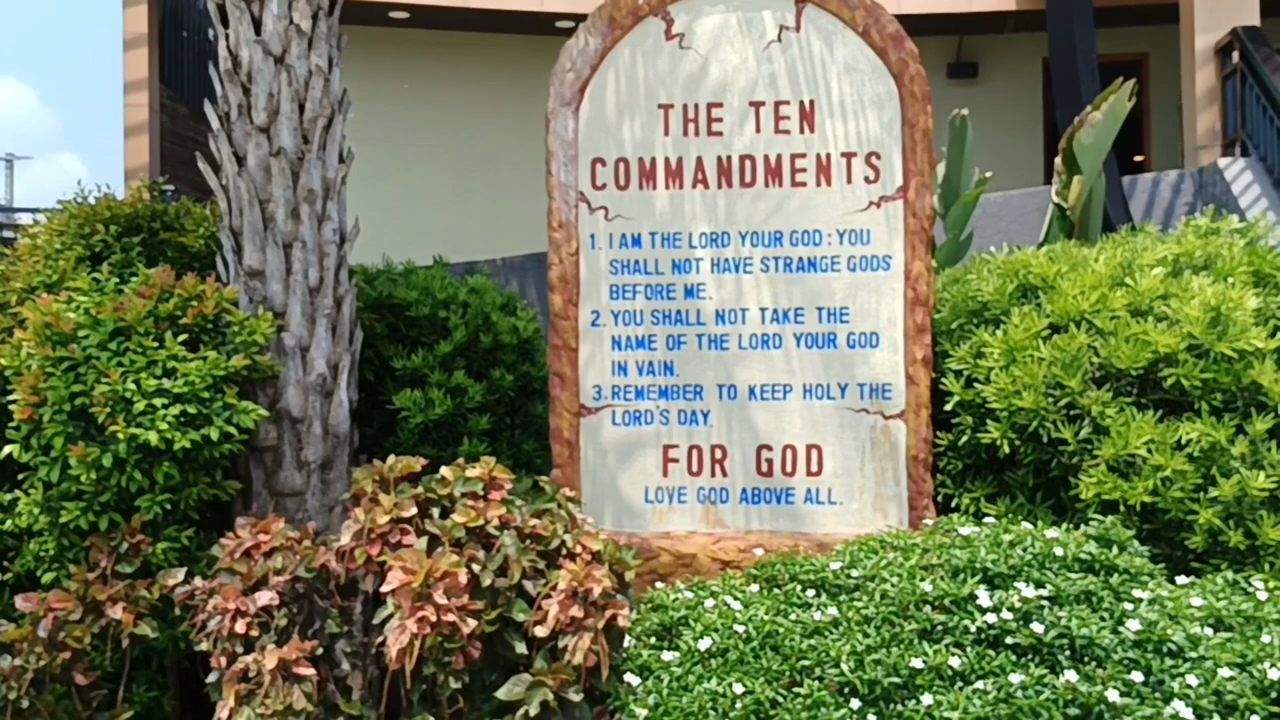 THE TEN
COMMANDMENTS
1. I AM THE LORD YOUR GOD : YOU
SHALL NOT HAVE STRANGE GODS
BEFORE ME.
2. YOU SHALL NOT TAKE THE
NAME OF THE LORD YOUR GOD
IN VAIN.
3. REMEMBER TO KEEP HOLY THE
LORD'S DAY.
FOR GOD
LOVE GOD ABOVE ALL.